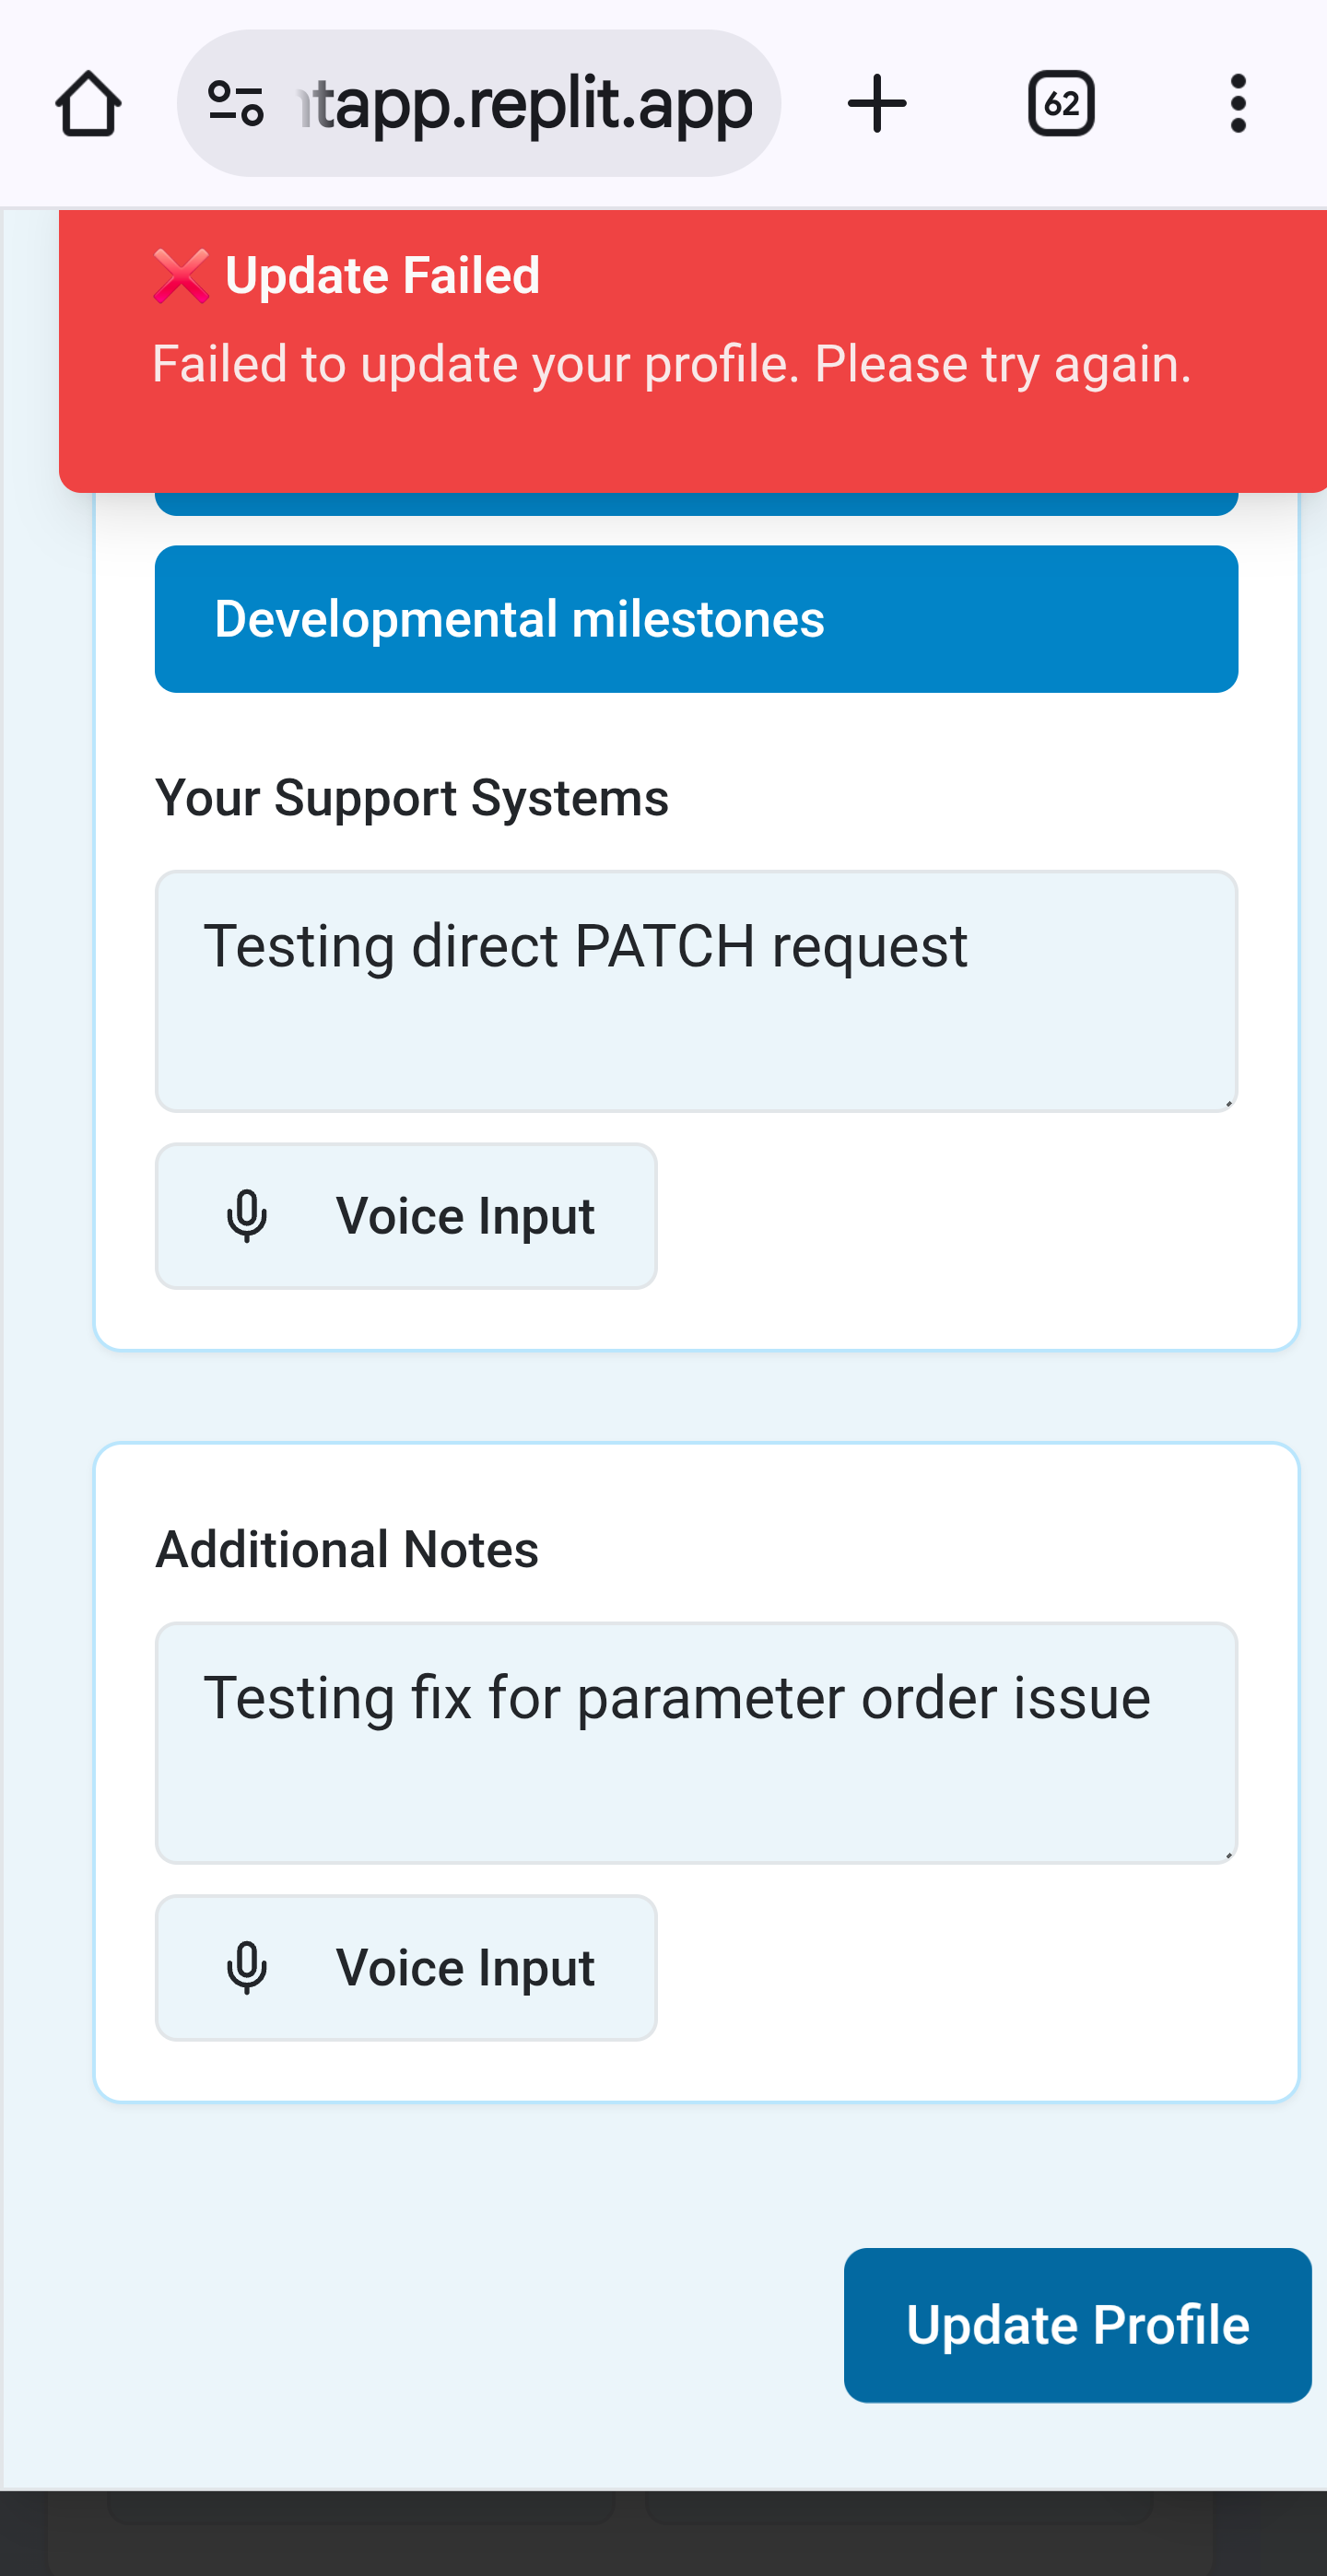 tapp.replit.app
62
❌ Update Failed
Failed to update your profile. Please try again.
Developmental milestones
Your Support Systems
Testing direct PATCH request
Voice Input
Additional Notes
Testing fix for parameter order issue
Voice Input
Update Profile